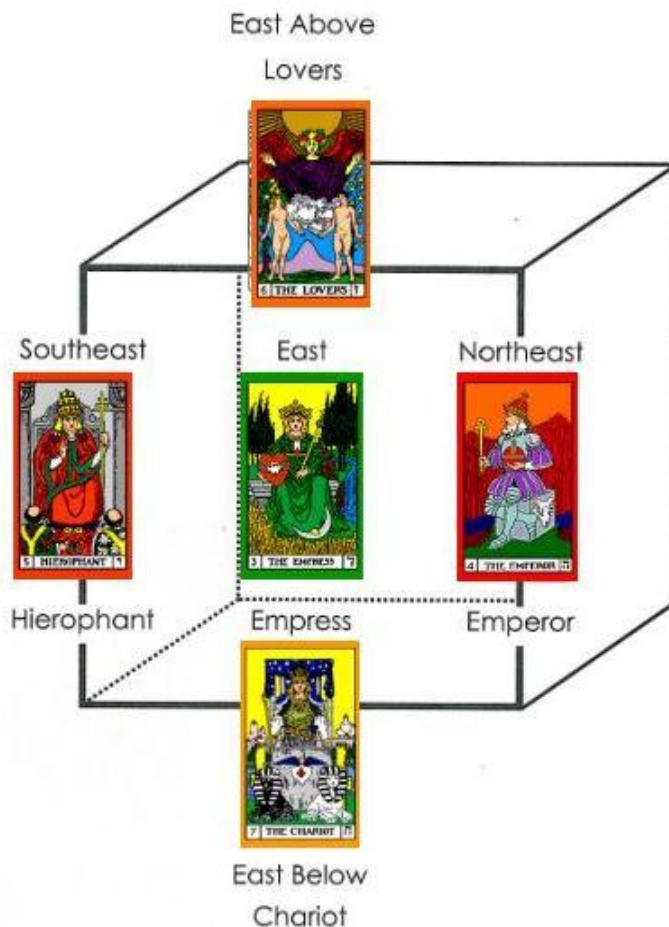 East Above
Lovers
6 THE LOVERS ז
Southeast
East
Northeast
5 HIEROPHANT ו
3 THE EMPRESS ד
4 THE EMPEROR ה
Hierophant
Empress
Emperor
7 THE CHARIOT ח
East Below
Chariot